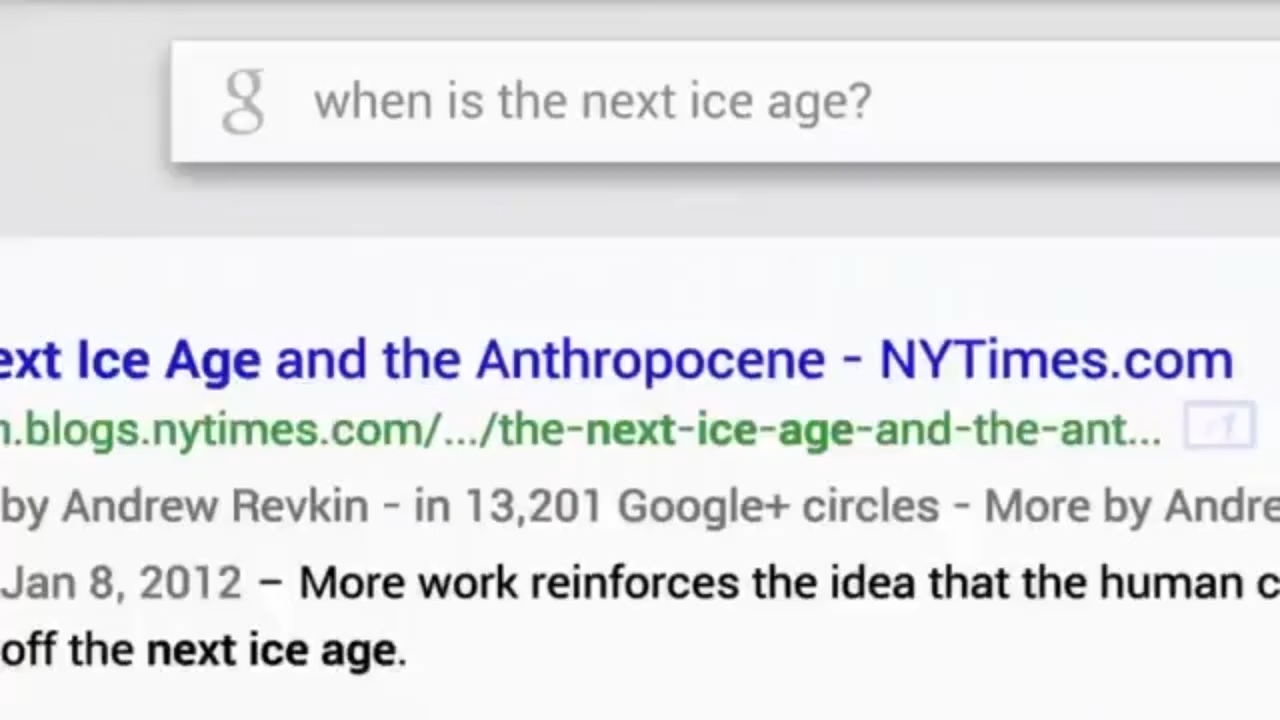 g when is the next ice age?
ext Ice Age and the Anthropocene - NYTimes.com
.blogs.nytimes.com/.../the-next-ice-age-and-the-ant...
by Andrew Revkin - in 13,201 Google+ circles - More by Andre
Jan 8, 2012 – More work reinforces the idea that the human c
off the next ice age.